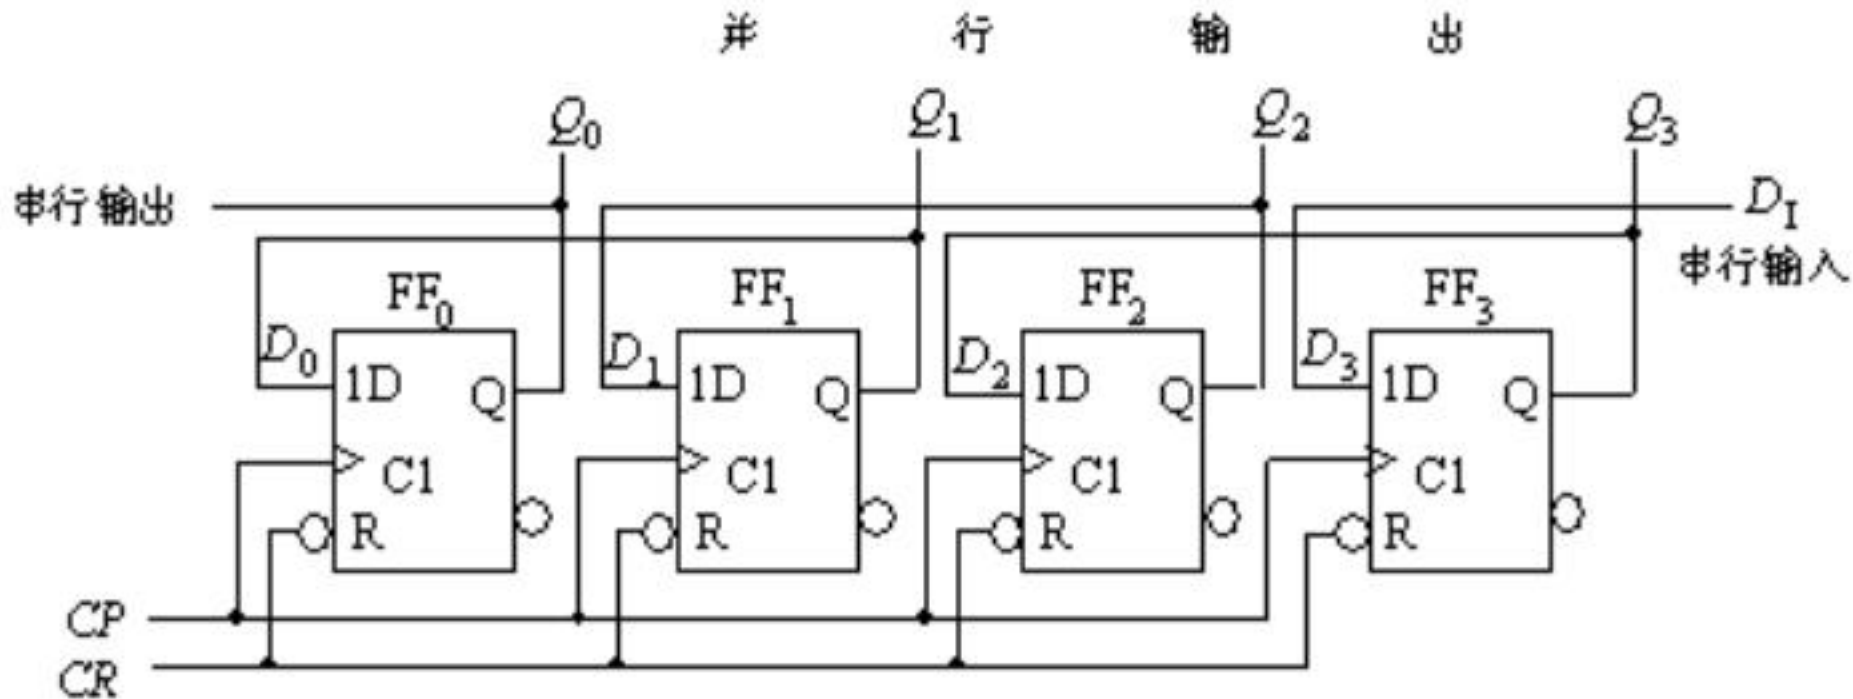 并 行 输 出
Q0 Q1 Q2 Q3
串行输出
DI
串行输入
FF0 FF1 FF2 FF3
D0 D1 D2 D3
1D Q 1D Q 1D Q 1D Q
C1 C1 C1 C1
R R R R
CP
CR